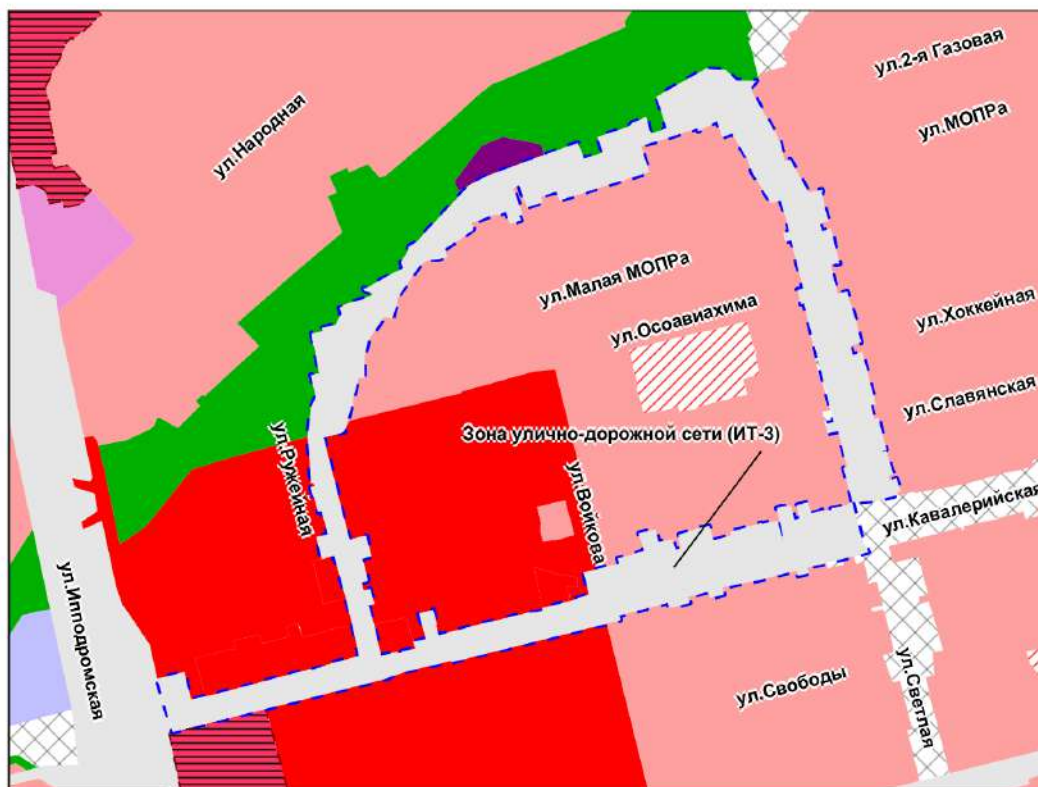 ул.2-я Газовая
ул.МОПРа
ул.Народная
ул.Малая МОПРа
ул.Осоавиахима
ул.Хоккейная
ул.Славянская
Зона улично-дорожной сети (ИТ-3)
ул.Ружейная
ул.Войкова
ул.Кавалерийская
ул.Ипподромская
ул.Свободы
ул.Светлая